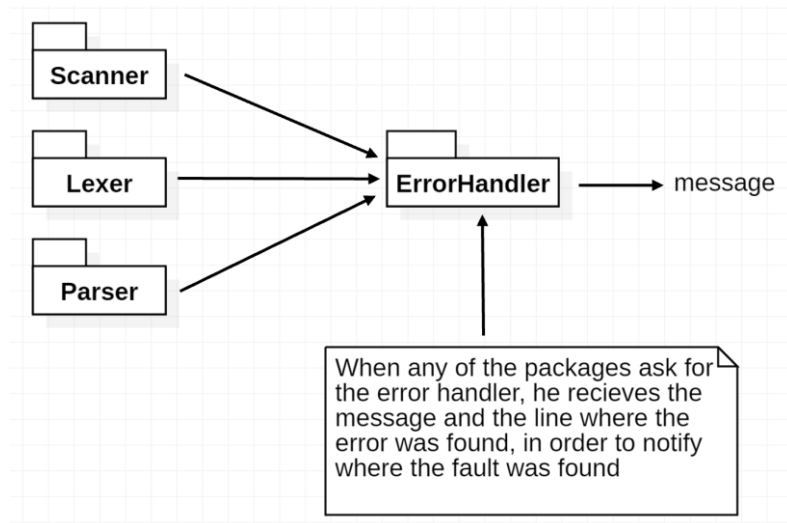 Scanner
Lexer
Parser
ErrorHandler
message
When any of the packages ask for
the error handler, he recieves the
message and the line where the
error was found, in order to notify
where the fault was found